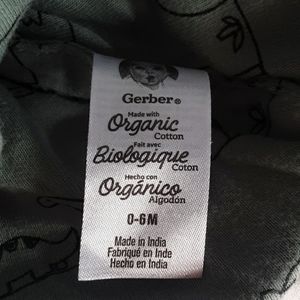 Gerber®
Made with
Organic
Cotton
Fait avec
Biologique
Coton
Hecho con
Orgánico
Algodón
0-6M
Made in India
Fabriqué en Inde
Hecho en India